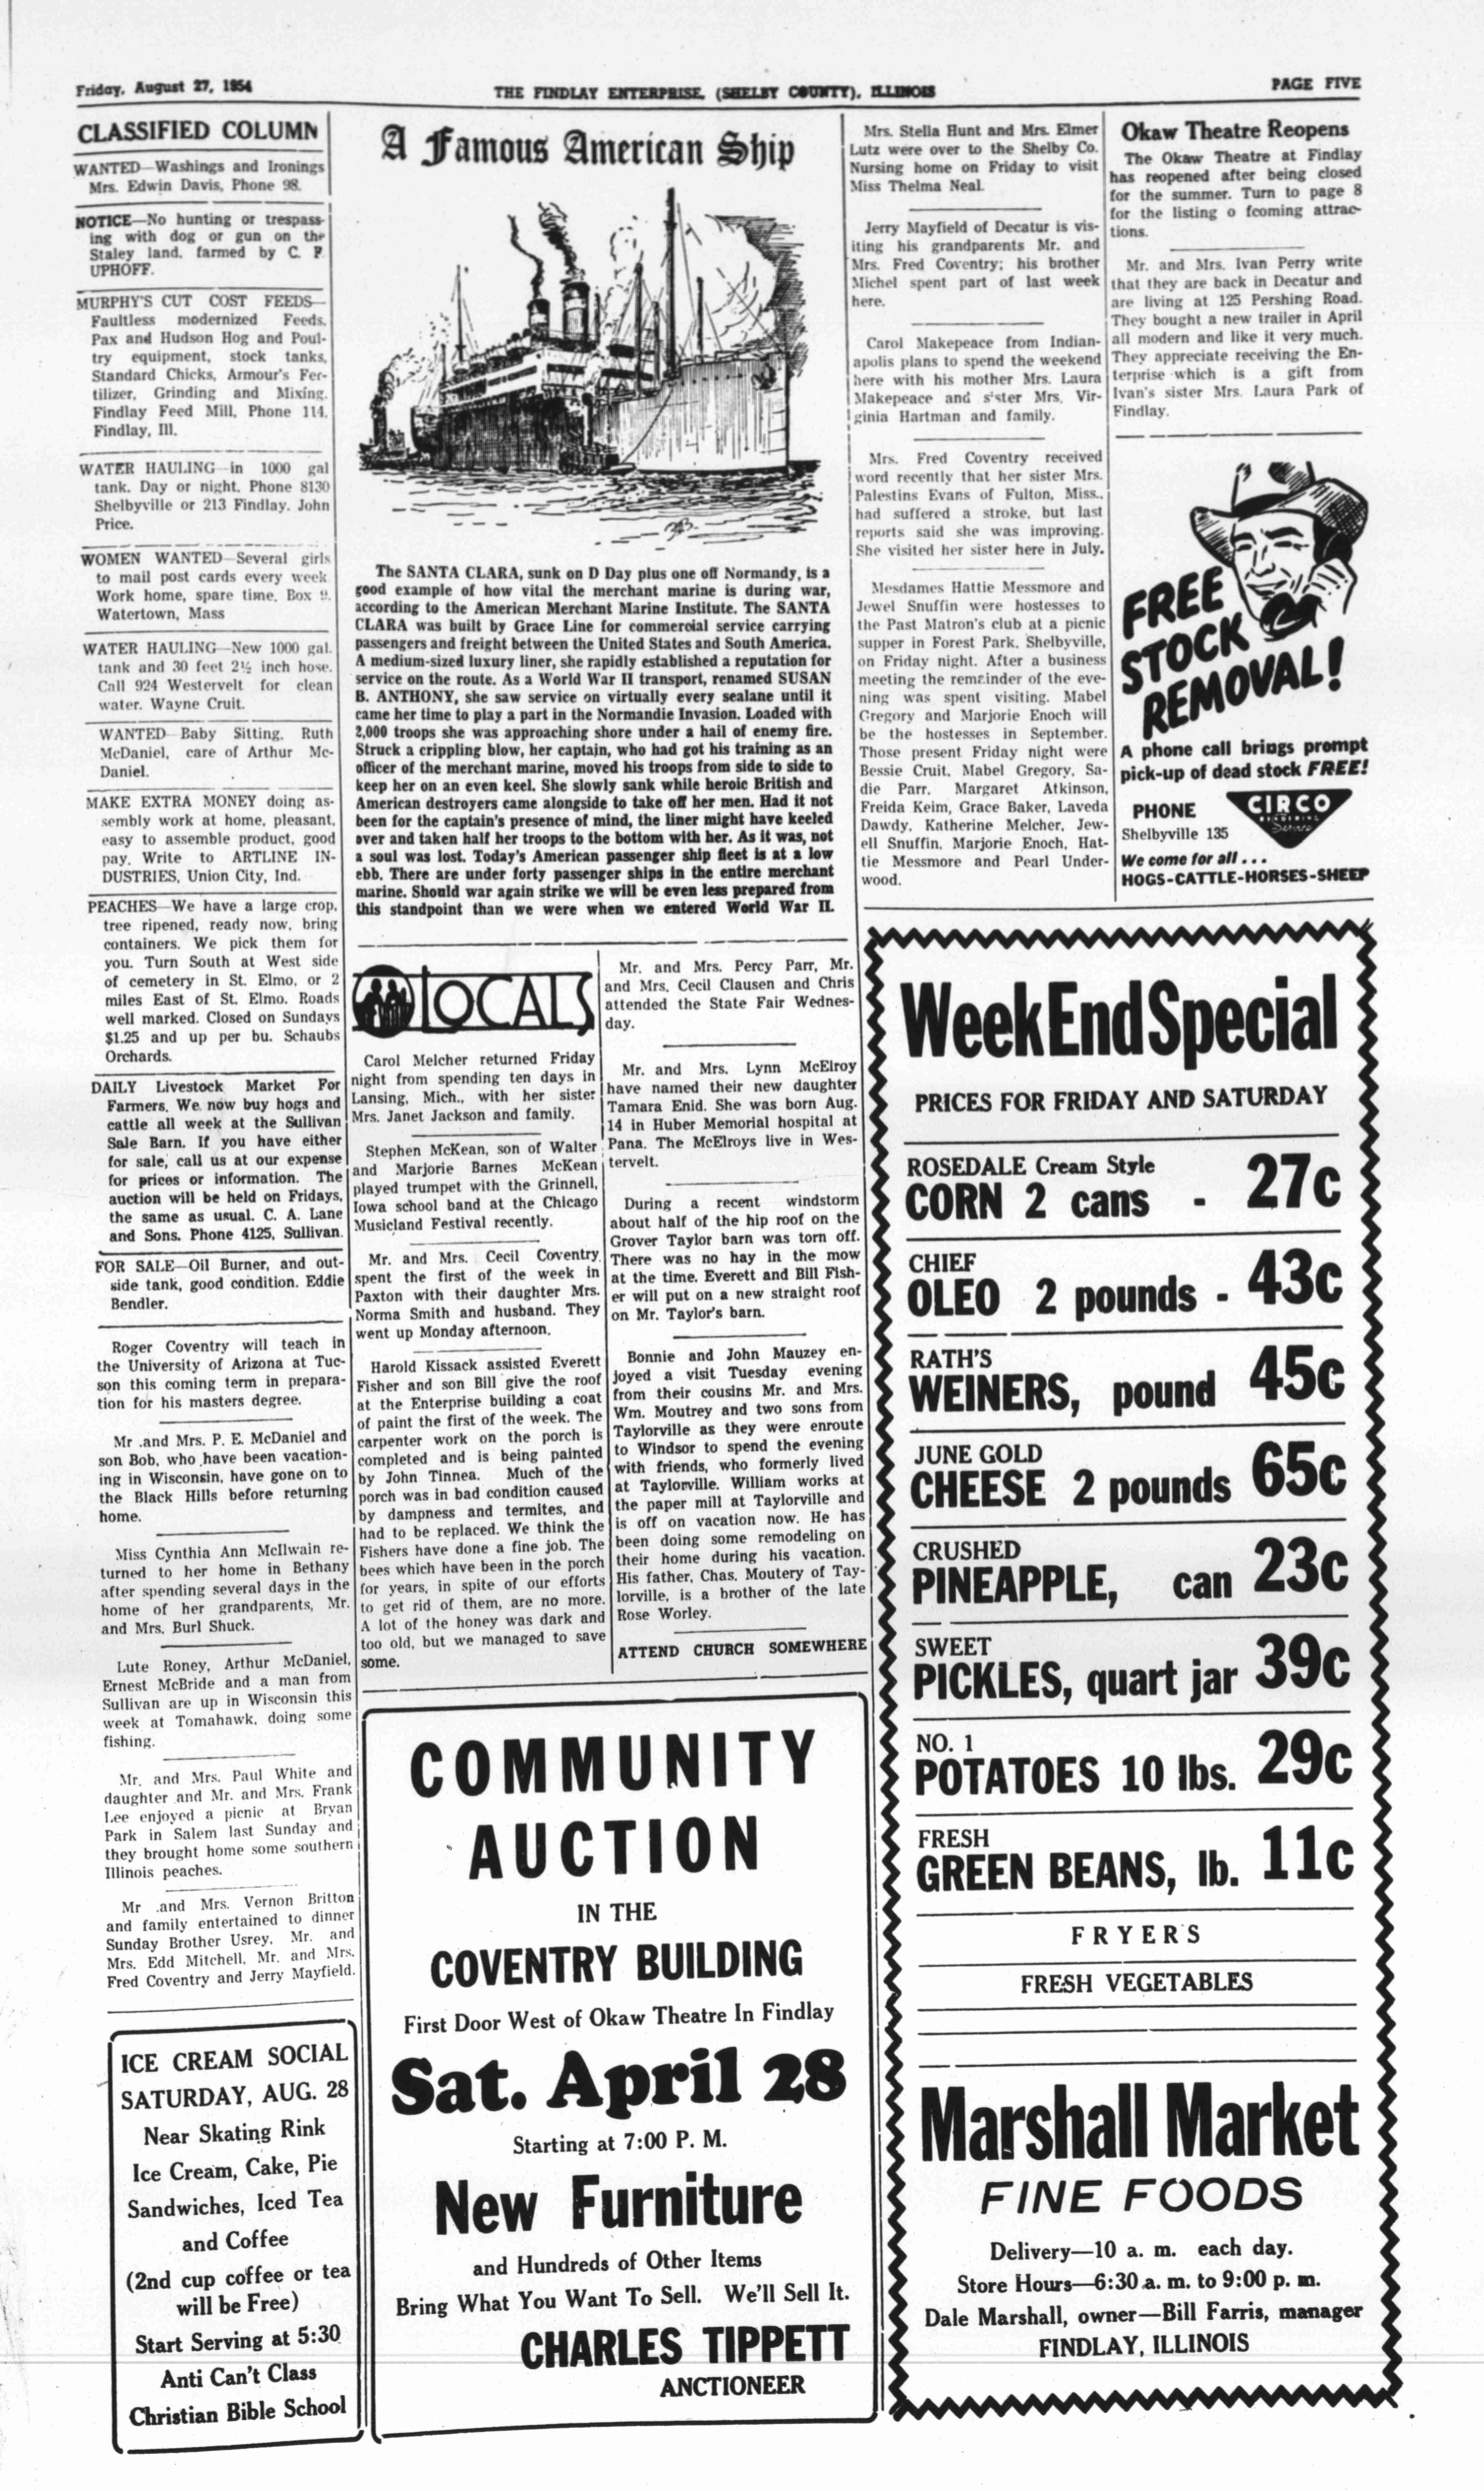 Friday, August 27, 1954
THE FINDLAY ENTERPRISE, (SHELBY COUNTY), ILLINOIS
PAGE FIVE
CLASSIFIED COLUMN
WANTED—Washings and Ironings
Mrs. Edwin Davis, Phone 98.
NOTICE—No hunting or trespass-
ing with dog or gun on the
Staley land, farmed by C. F.
UPHOFF.
MURPHY'S CUT COST FEEDS—
Faultless modernized Feeds,
Pax and Hudson Hog and Poul-
try equipment, stock tanks,
Standard Chicks, Armour's Fer-
tilizer, Grinding and Mixing.
Findlay Feed Mill, Phone 114,
Findlay, Ill.
WATER HAULING—in 1000 gal
tank. Day or night. Phone 8130
Shelbyville or 213 Findlay. John
Price.
WOMEN WANTED—Several girls
to mail post cards every week
Work home, spare time. Box 9.
Watertown, Mass
WATER HAULING—New 1000 gal.
tank and 30 feet 2½ inch hose.
Call 924 Westervelt for clean
water. Wayne Cruit.
WANTED—Baby Sitting. Ruth
McDaniel, care of Arthur Mc-
Daniel.
MAKE EXTRA MONEY doing as-
sembly work at home, pleasant,
easy to assemble product, good
pay. Write to ARTLINE IN-
DUSTRIES, Union City, Ind.
PEACHES—We have a large crop,
tree ripened, ready now, bring
containers. We pick them for
you. Turn South at West side
of cemetery in St. Elmo, or 2
miles East of St. Elmo. Roads
well marked. Closed on Sundays
$1.25 and up per bu. Schaubs
Orchards.
DAILY Livestock Market For
Farmers. We now buy hogs and
cattle all week at the Sullivan
Sale Barn. If you have either
for sale, call us at our expense
for prices or information. The
auction will be held on Fridays,
the same as usual. C. A. Lane
and Sons. Phone 4125, Sullivan.
FOR SALE—Oil Burner, and out-
side tank, good condition. Eddie
Bendler.
Roger Coventry will teach in
the University of Arizona at Tuc-
son this coming term in prepara-
tion for his masters degree.
Mr .and Mrs. P. E. McDaniel and
son Bob, who have been vacation-
ing in Wisconsin, have gone on to
the Black Hills before returning
home.
Miss Cynthia Ann McIlwain re-
turned to her home in Bethany
after spending several days in the
home of her grandparents, Mr.
and Mrs. Burl Shuck.
Lute Roney, Arthur McDaniel,
Ernest McBride and a man from
Sullivan are up in Wisconsin this
week at Tomahawk, doing some
fishing.
Mr. and Mrs. Paul White and
daughter and Mr. and Mrs. Frank
Lee enjoyed a picnic at Bryan
Park in Salem last Sunday and
they brought home some southern
Illinois peaches.
Mr .and Mrs. Vernon Britton
and family entertained to dinner
Sunday Brother Usrey, Mr. and
Mrs. Edd Mitchell, Mr. and Mrs.
Fred Coventry and Jerry Mayfield.
ICE CREAM SOCIAL
SATURDAY, AUG. 28
Near Skating Rink
Ice Cream, Cake, Pie
Sandwiches, Iced Tea
and Coffee
(2nd cup coffee or tea
will be Free)
Start Serving at 5:30
Anti Can't Class
Christian Bible School
A Famous American Ship
The SANTA CLARA, sunk on D Day plus one off Normandy, is a
good example of how vital the merchant marine is during war,
according to the American Merchant Marine Institute. The SANTA
CLARA was built by Grace Line for commercial service carrying
passengers and freight between the United States and South America.
A medium-sized luxury liner, she rapidly established a reputation for
service on the route. As a World War II transport, renamed SUSAN
B. ANTHONY, she saw service on virtually every sealane until it
came her time to play a part in the Normandie Invasion. Loaded with
2,000 troops she was approaching shore under a hail of enemy fire.
Struck a crippling blow, her captain, who had got his training as an
officer of the merchant marine, moved his troops from side to side to
keep her on an even keel. She slowly sank while heroic British and
American destroyers came alongside to take off her men. Had it not
been for the captain's presence of mind, the liner might have keeled
over and taken half her troops to the bottom with her. As it was, not
a soul was lost. Today's American passenger ship fleet is at a low
ebb. There are under forty passenger ships in the entire merchant
marine. Should war again strike we will be even less prepared from
this standpoint than we were when we entered World War II.
LOCALS
Carol Melcher returned Friday
night from spending ten days in
Lansing, Mich., with her sister
Mrs. Janet Jackson and family.
Stephen McKean, son of Walter
and Marjorie Barnes McKean
played trumpet with the Grinnell,
Iowa school band at the Chicago
Musicland Festival recently.
Mr. and Mrs. Cecil Coventry
spent the first of the week in
Paxton with their daughter Mrs.
Norma Smith and husband. They
went up Monday afternoon.
Harold Kissack assisted Everett
Fisher and son Bill give the roof
at the Enterprise building a coat
of paint the first of the week. The
carpenter work on the porch is
completed and is being painted
by John Tinnea. Much of the
porch was in bad condition caused
by dampness and termites, and
had to be replaced. We think the
Fishers have done a fine job. The
bees which have been in the porch
for years, in spite of our efforts
to get rid of them, are no more.
A lot of the honey was dark and
too old, but we managed to save
some.
Mr. and Mrs. Percy Parr, Mr.
and Mrs. Cecil Clausen and Chris
attended the State Fair Wednes-
day.
Mr. and Mrs. Lynn McElroy
have named their new daughter
Tamara Enid. She was born Aug.
14 in Huber Memorial hospital at
Pana. The McElroys live in Wes-
tervelt.
During a recent windstorm
about half of the hip roof on the
Grover Taylor barn was torn off.
There was no hay in the mow
at the time. Everett and Bill Fish-
er will put on a new straight roof
on Mr. Taylor's barn.
Bonnie and John Mauzey en-
joyed a visit Tuesday evening
from their cousins Mr. and Mrs.
Wm. Moutrey and two sons from
Taylorville as they were enroute
to Windsor to spend the evening
with friends, who formerly lived
at Taylorville. William works at
the paper mill at Taylorville and
is off on vacation now. He has
been doing some remodeling on
their home during his vacation.
His father, Chas. Moutery of Tay-
lorville, is a brother of the late
Rose Worley.
ATTEND CHURCH SOMEWHERE
COMMUNITY
AUCTION
IN THE
COVENTRY BUILDING
First Door West of Okaw Theatre In Findlay
Sat. April 28
Starting at 7:00 P. M.
New Furniture
and Hundreds of Other Items
Bring What You Want To Sell. We'll Sell It.
CHARLES TIPPETT
ANCTIONEER
Mrs. Stella Hunt and Mrs. Elmer
Lutz were over to the Shelby Co.
Nursing home on Friday to visit
Miss Thelma Neal.
Jerry Mayfield of Decatur is vis-
iting his grandparents Mr. and
Mrs. Fred Coventry; his brother
Michel spent part of last week
here.
Carol Makepeace from Indian-
apolis plans to spend the weekend
here with his mother Mrs. Laura
Makepeace and s'ster Mrs. Vir-
ginia Hartman and family.
Mrs. Fred Coventry received
word recently that her sister Mrs.
Palestins Evans of Fulton, Miss.,
had suffered a stroke, but last
reports said she was improving.
She visited her sister here in July.
Mesdames Hattie Messmore and
Jewel Snuffin were hostesses to
the Past Matron's club at a picnic
supper in Forest Park, Shelbyville,
on Friday night. After a business
meeting the remainder of the eve-
ning was spent visiting. Mabel
Gregory and Marjorie Enoch will
be the hostesses in September.
Those present Friday night were
Bessie Cruit, Mabel Gregory, Sa-
die Parr, Margaret Atkinson,
Freida Keim, Grace Baker, Laveda
Dawdy, Katherine Melcher, Jew-
ell Snuffin, Marjorie Enoch, Hat-
tie Messmore and Pearl Under-
wood.
Okaw Theatre Reopens
The Okaw Theatre at Findlay
has reopened after being closed
for the summer. Turn to page 8
for the listing o fcoming attrac-
tions.
Mr. and Mrs. Ivan Perry write
that they are back in Decatur and
are living at 125 Pershing Road.
They bought a new trailer in April
all modern and like it very much.
They appreciate receiving the En-
terprise which is a gift from
Ivan's sister Mrs. Laura Park of
Findlay.
FREE
STOCK
REMOVAL!
A phone call brings prompt
pick-up of dead stock FREE!
PHONE
Shelbyville 135
CIRCO
RENDERING
Service
We come for all . . .
HOGS-CATTLE-HORSES-SHEEP
Week End Special
PRICES FOR FRIDAY AND SATURDAY
ROSEDALE Cream Style
CORN 2 cans - 27c
CHIEF
OLEO 2 pounds - 43c
RATH'S
WEINERS, pound 45c
JUNE GOLD
CHEESE 2 pounds 65c
CRUSHED
PINEAPPLE, can 23c
SWEET
PICKLES, quart jar 39c
NO. 1
POTATOES 10 lbs. 29c
FRESH
GREEN BEANS, lb. 11c
FRYERS
FRESH VEGETABLES
Marshall Market
FINE FOODS
Delivery—10 a. m. each day.
Store Hours—6:30 a. m. to 9:00 p. m.
Dale Marshall, owner—Bill Farris, manager
FINDLAY, ILLINOIS